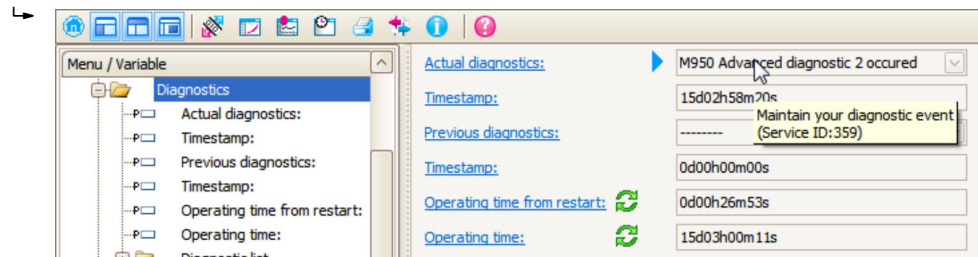 Menu / Variable
Diagnostics
Actual diagnostics:
Timestamp:
Previous diagnostics:
Timestamp:
Operating time from restart:
Operating time:
Diagnostic list
Actual diagnostics:
M950 Advanced diagnostic 2 occured
Timestamp:
15d02h58m20s
Maintain your diagnostic event
(Service ID:359)
Previous diagnostics:
--------
Timestamp:
0d00h00m00s
Operating time from restart:
0d00h26m53s
Operating time:
15d03h00m11s